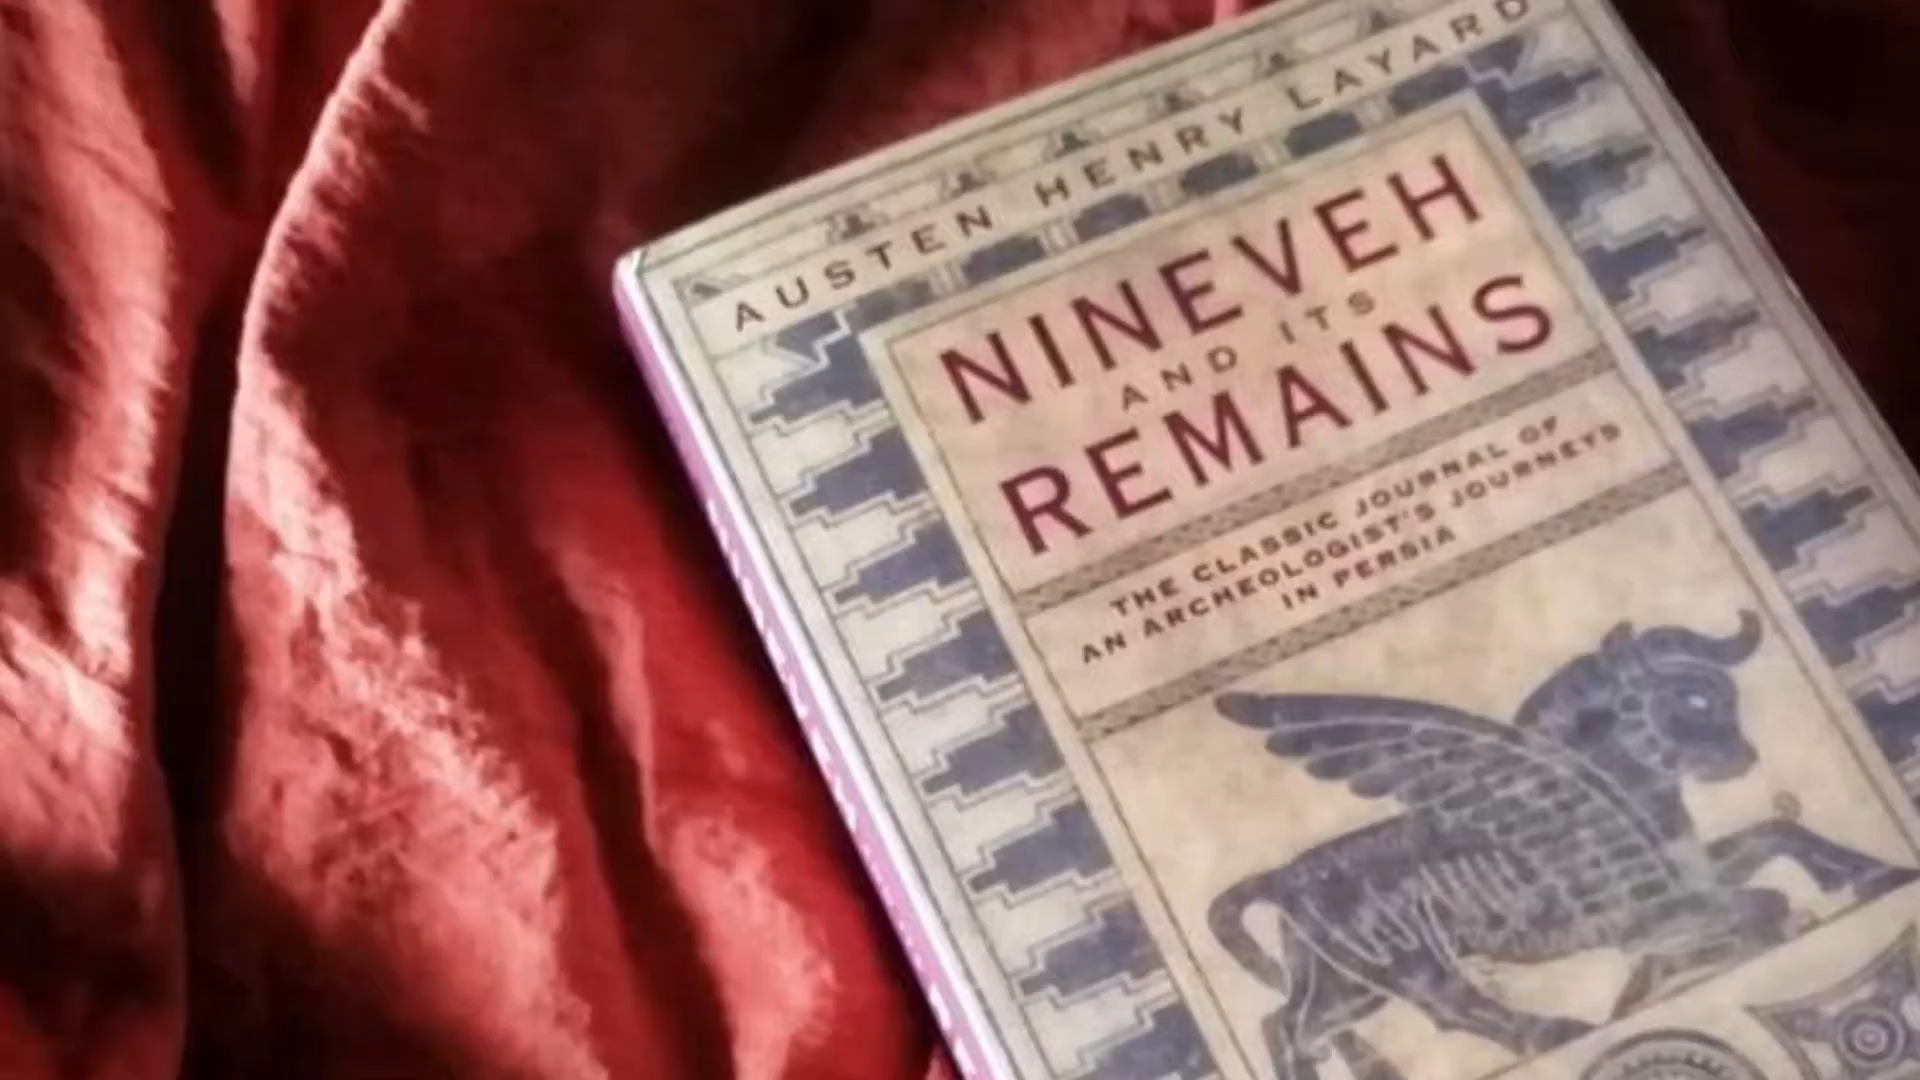 AUSTEN HENRY LAYARD
NINEVEH
AND ITS
REMAINS
THE CLASSIC JOURNAL OF
AN ARCHEOLOGIST'S JOURNEYS
IN PERSIA